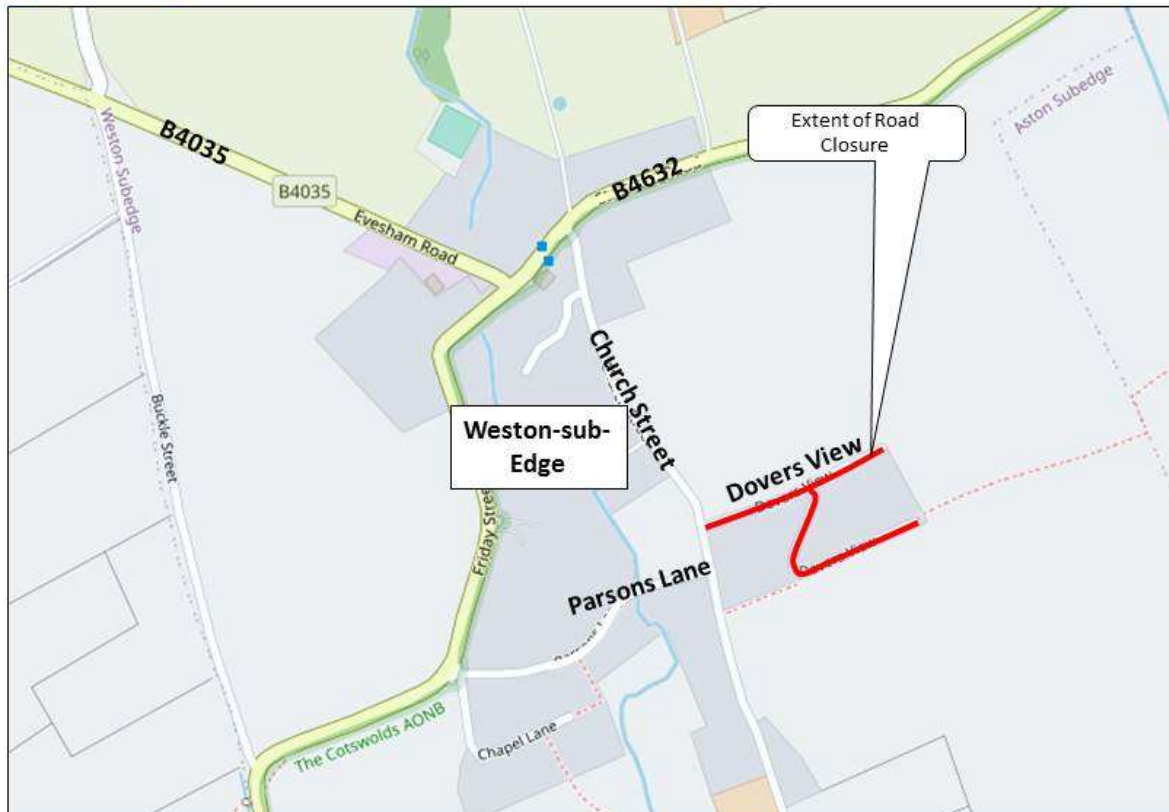 Extent of Road
Closure
Aston Subedge
B4035
B4632
Weston Subedge
B4035
Evesham Road
Church Street
Buckle Street
Weston-sub-
Edge
Dovers View
Dovers View
Friday Street
Dovers View
Parsons Lane
The Cotswolds AONB
Chapel Lane